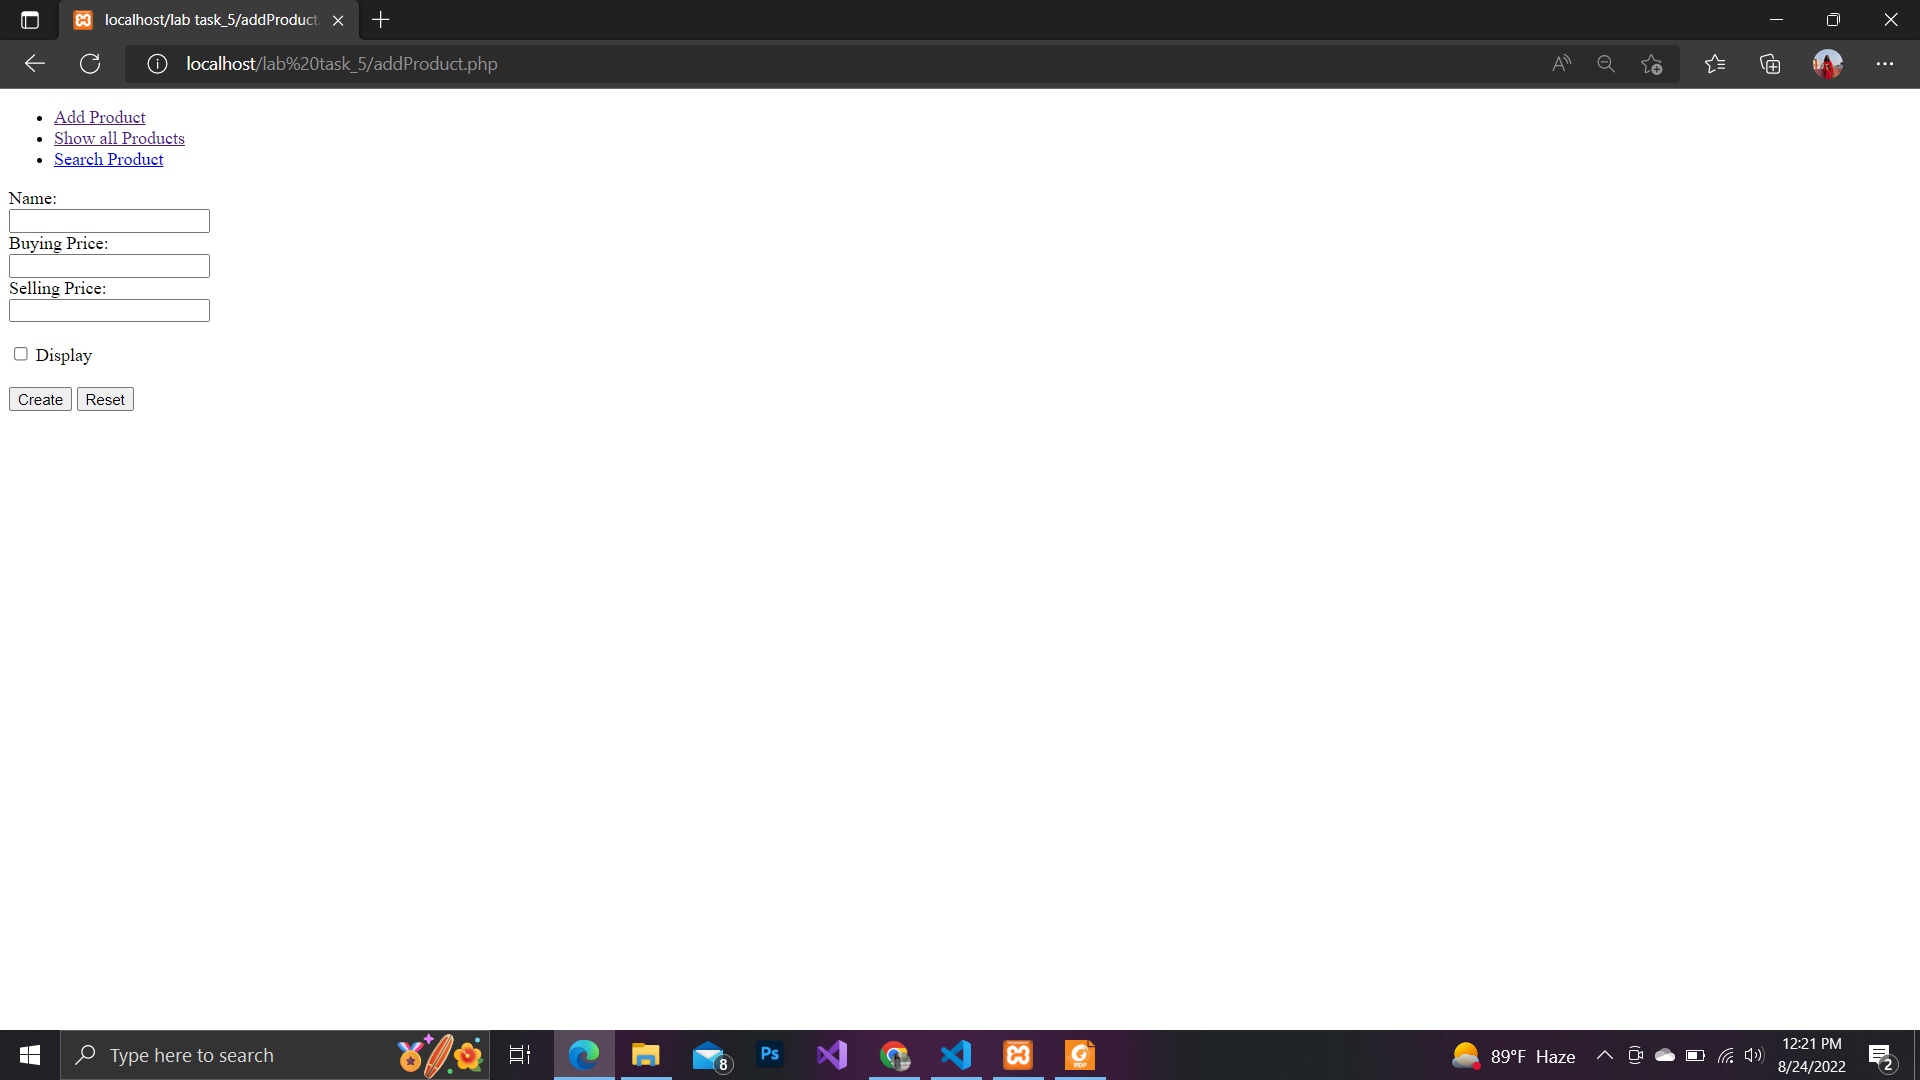 localhost/lab task_5/addProduct
localhost/lab%20task_5/addProduct.php
Add Product
Show all Products
Search Product
Name:
Buying Price:
Selling Price:
Display
Create Reset
Type here to search
8
Ps
PDF
89°F Haze
12:21 PM
8/24/2022
2